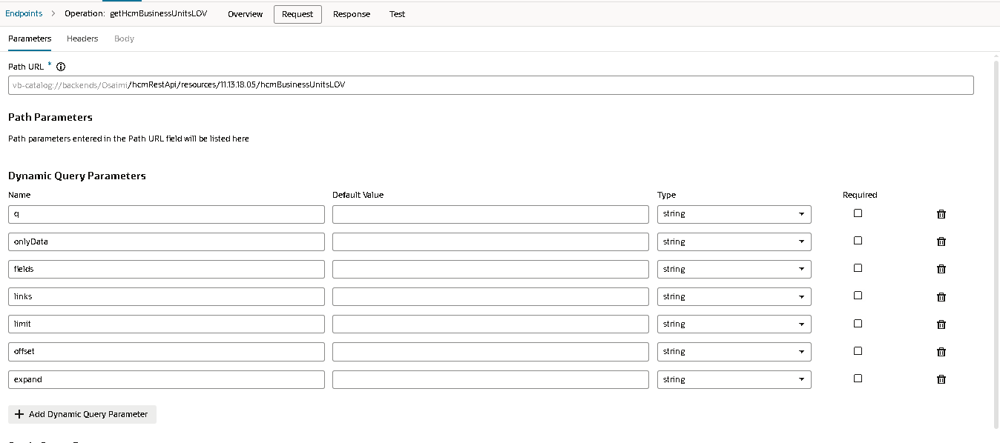 Endpoints > Operation: getHcmBusinessUnitsLOV Overview Request Response Test
Parameters Headers Body
Path URL *
vb-catalog://backends/Osaimi/hcmRestApi/resources/11.13.18.05/hcmBusinessUnitsLOV
Path Parameters
Path parameters entered in the Path URL field will be listed here
Dynamic Query Parameters
Name Default Value Type Required
q string
onlyData string
fields string
links string
limit string
offset string
expand string
+ Add Dynamic Query Parameter